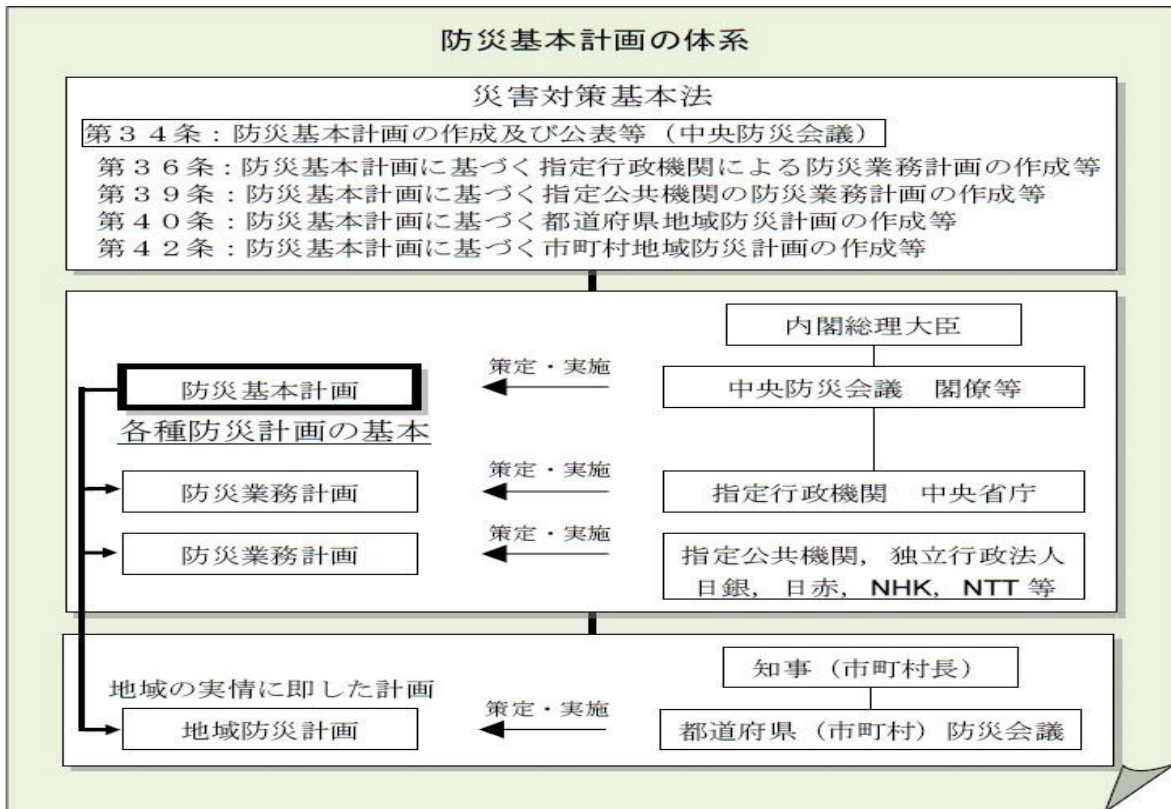 防災基本計画の体系
災害対策基本法
第３４条：防災基本計画の作成及び公表等（中央防災会議）
第３６条：防災基本計画に基づく指定行政機関による防災業務計画の作成等
第３９条：防災基本計画に基づく指定公共機関の防災業務計画の作成等
第４０条：防災基本計画に基づく都道府県地域防災計画の作成等
第４２条：防災基本計画に基づく市町村地域防災計画の作成等
内閣総理大臣
防災基本計画
策定・実施
中央防災会議　閣僚等
各種防災計画の基本
防災業務計画
策定・実施
指定行政機関　中央省庁
防災業務計画
策定・実施
指定公共機関，独立行政法人
日銀，日赤，NHK，NTT 等
知事（市町村長）
地域の実情に即した計画
地域防災計画
策定・実施
都道府県（市町村）防災会議